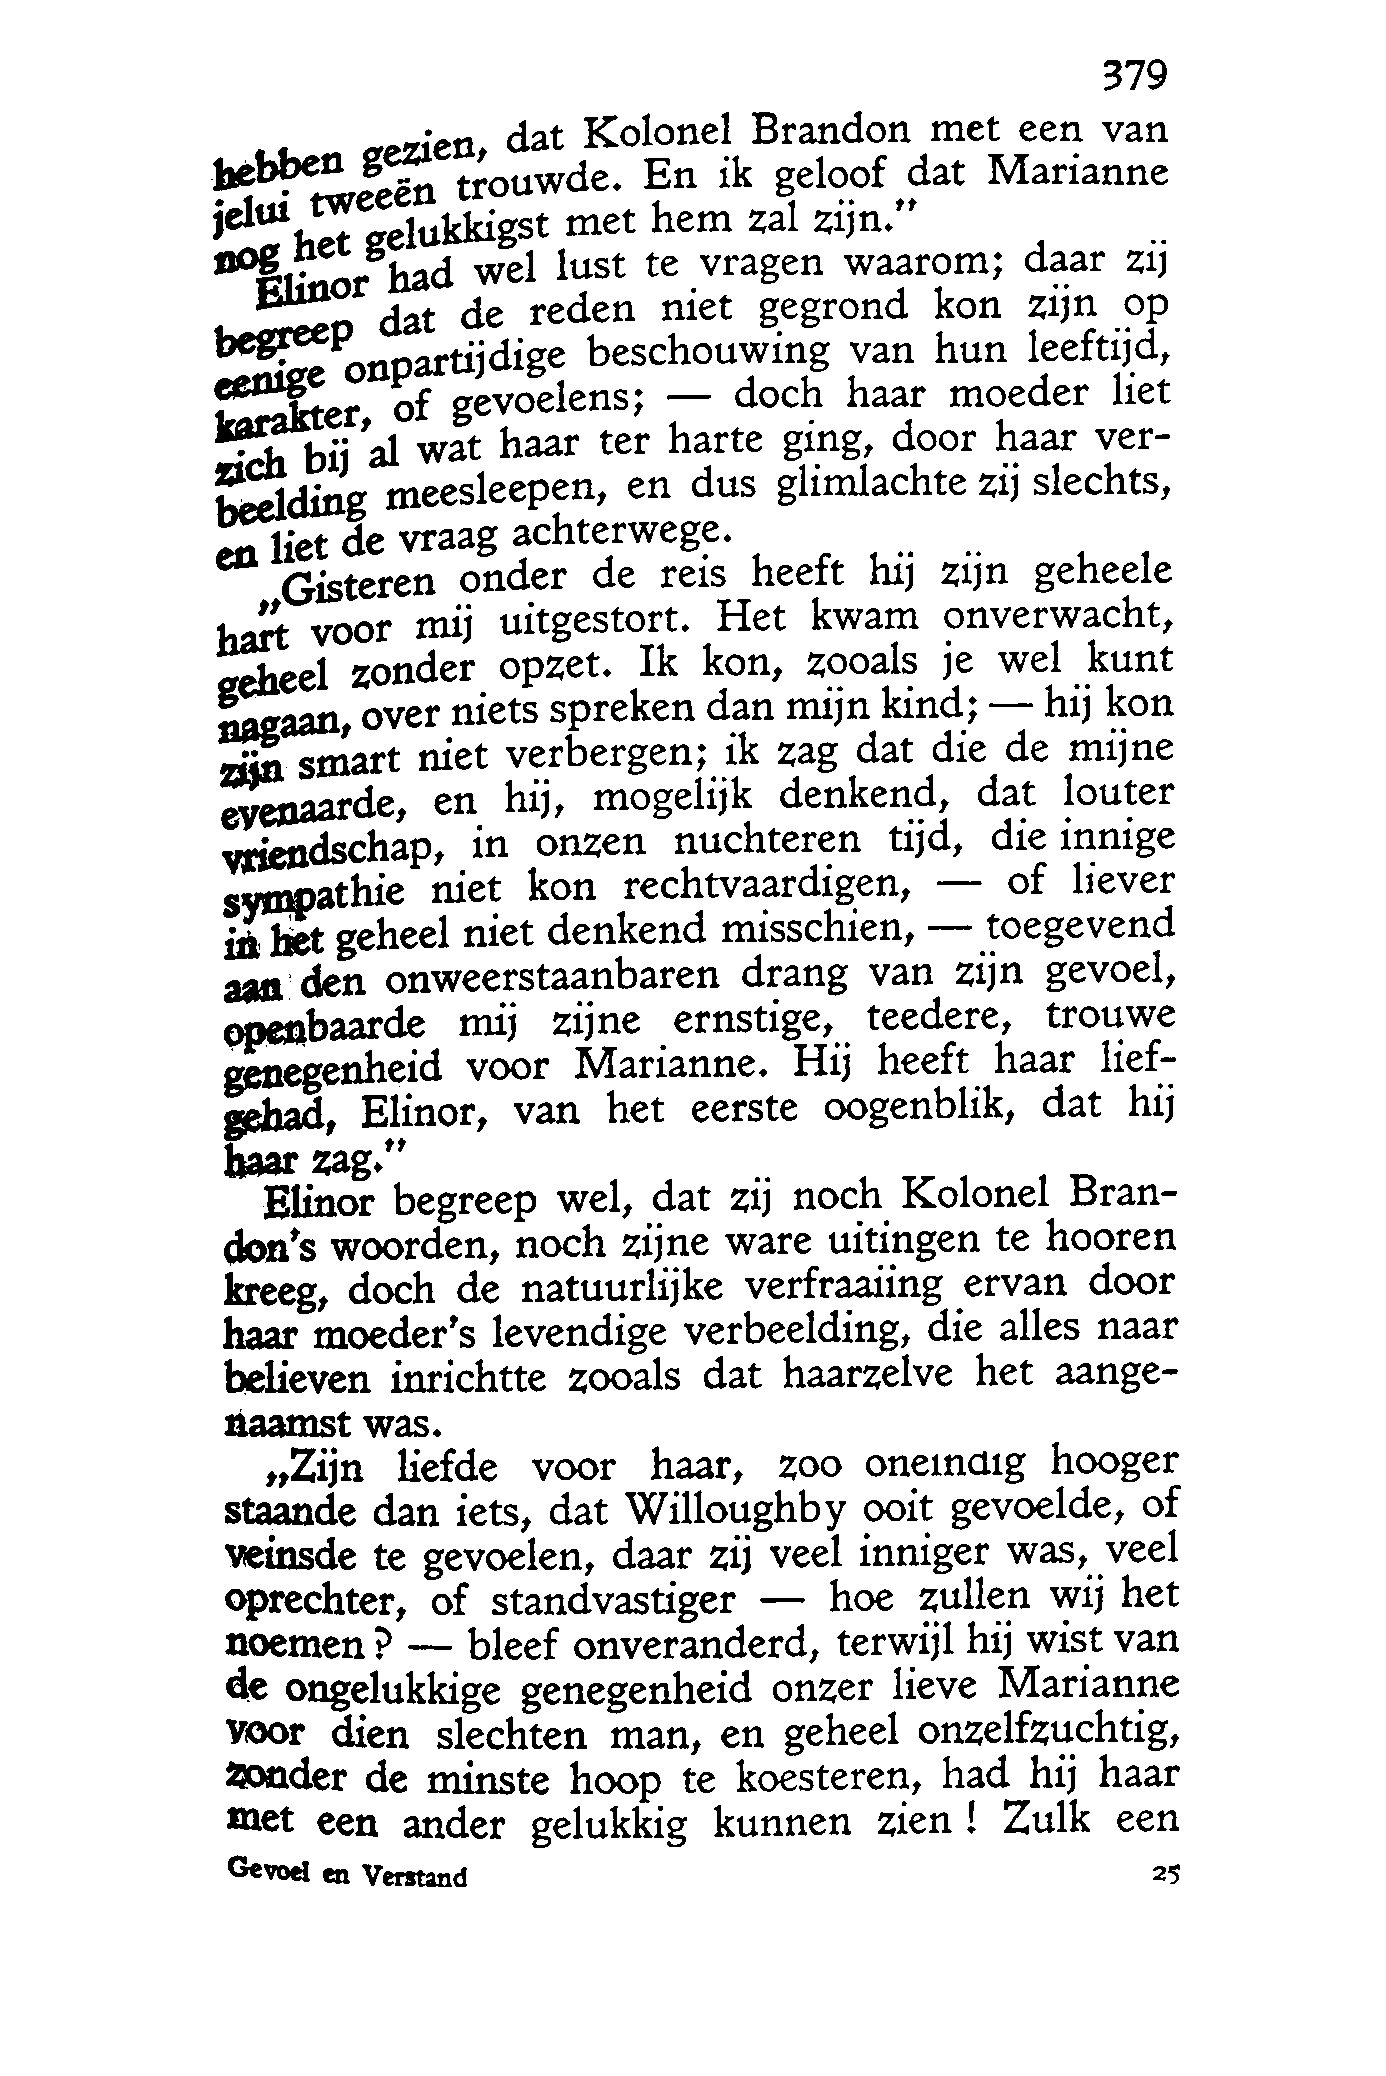 379
hebben gezien, dat Kolonel Brandon met een van
jelui tweeën trouwde. En ik geloof dat Marianne
nog het gelukkigst met hem zal zijn.”
Elinor had wel lust te vragen waarom; daar zij
begreep dat de reden niet gegrond kon zijn op
eenige onpartijdige beschouwing van hun leeftijd,
karakter, of gevoelens; — doch haar moeder liet
zich bij al wat haar ter harte ging, door haar ver-
beelding meesleepen, en dus glimlachte zij slechts,
en liet de vraag achterwege.
„Gisteren onder de reis heeft hij zijn geheele
hart voor mij uitgestort. Het kwam onverwacht,
geheel zonder opzet. Ik kon, zooals je wel kunt
nagaan, over niets spreken dan mijn kind; — hij kon
zijn smart niet verbergen; ik zag dat die de mijne
evenaarde, en hij, mogelijk denkend, dat louter
vriendschap, in onzen nuchteren tijd, die innige
sympathie niet kon rechtvaardigen, — of liever
in het geheel niet denkend misschien, — toegevend
aan den onweerstaanbaren drang van zijn gevoel,
openbaarde mij zijne ernstige, teedere, trouwe
genegenheid voor Marianne. Hij heeft haar lief-
gehad, Elinor, van het eerste oogenblik, dat hij
haar zag.”
Elinor begreep wel, dat zij noch Kolonel Bran-
don's woorden, noch zijne ware uitingen te hooren
kreeg, doch de natuurlijke verfraaiing ervan door
haar moeder's levendige verbeelding, die alles naar
believen inrichtte zooals dat haarzelve het aange-
naamst was.
„Zijn liefde voor haar, zoo oneindig hooger
staande dan iets, dat Willoughby ooit gevoelde, of
veinsde te gevoelen, daar zij veel inniger was, veel
oprechter, of standvastiger — hoe zullen wij het
noemen? — bleef onveranderd, terwijl hij wist van
de ongelukkige genegenheid onzer lieve Marianne
voor dien slechten man, en geheel onzelfzuchtig,
zonder de minste hoop te koesteren, had hij haar
met een ander gelukkig kunnen zien! Zulk een
Gevoel en Verstand 25